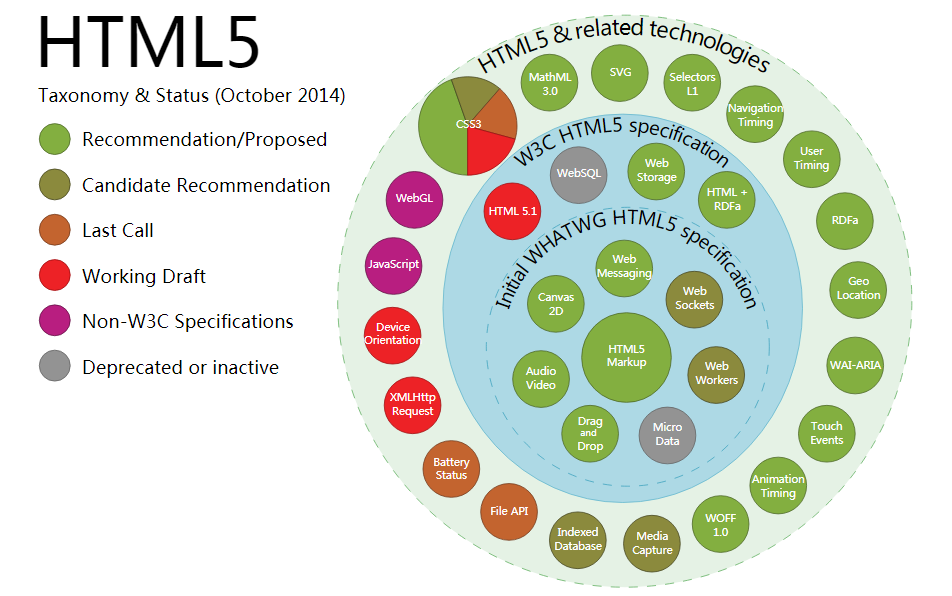 HTML5
Taxonomy & Status (October 2014)
Recommendation/Proposed
Candidate Recommendation
Last Call
Working Draft
Non-W3C Specifications
Deprecated or inactive
HTML5 & related technologies
MathML
3.0
SVG
Selectors
L1
Navigation
Timing
User
Timing
RDFa
Geo
Location
WAI-ARIA
Touch
Events
Animation
Timing
WOFF
1.0
Media
Capture
Indexed
Database
File API
Battery
Status
XMLHttp
Request
Device
Orientation
JavaScript
WebGL
CSS3
W3C HTML5 specification
HTML 5.1
WebSQL
Web
Storage
HTML +
RDFa
Initial WHATWG HTML5 specification
Web
Messaging
Web
Sockets
Web
Workers
Micro
Data
Drag
and
Drop
Audio
Video
Canvas
2D
HTML5
Markup